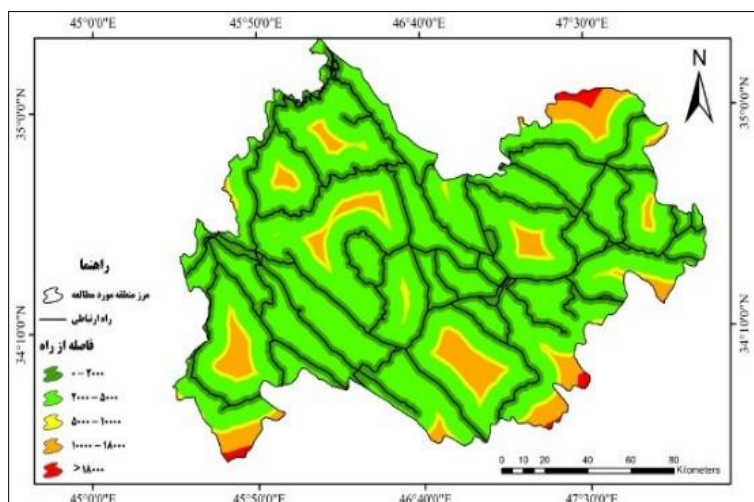 45°0'0"E 45°50'0"E 46°40'0"E 47°30'0"E
35°0'0"N
35°0'0"N
N
34°10'0"N
34°10'0"N
راهنما
مرز منطقه مورد مطالعه
راه ارتباطی
فاصله از راه
۰ – ۲۰۰۰
۲۰۰۰ – ۵۰۰۰
۵۰۰۰ – ۱۰۰۰۰
۱۰۰۰۰ – ۱۸۰۰۰
> ۱۸۰۰۰
0 5 10 20 40 60 80
Kilometers
45°0'0"E 45°50'0"E 46°40'0"E 47°30'0"E